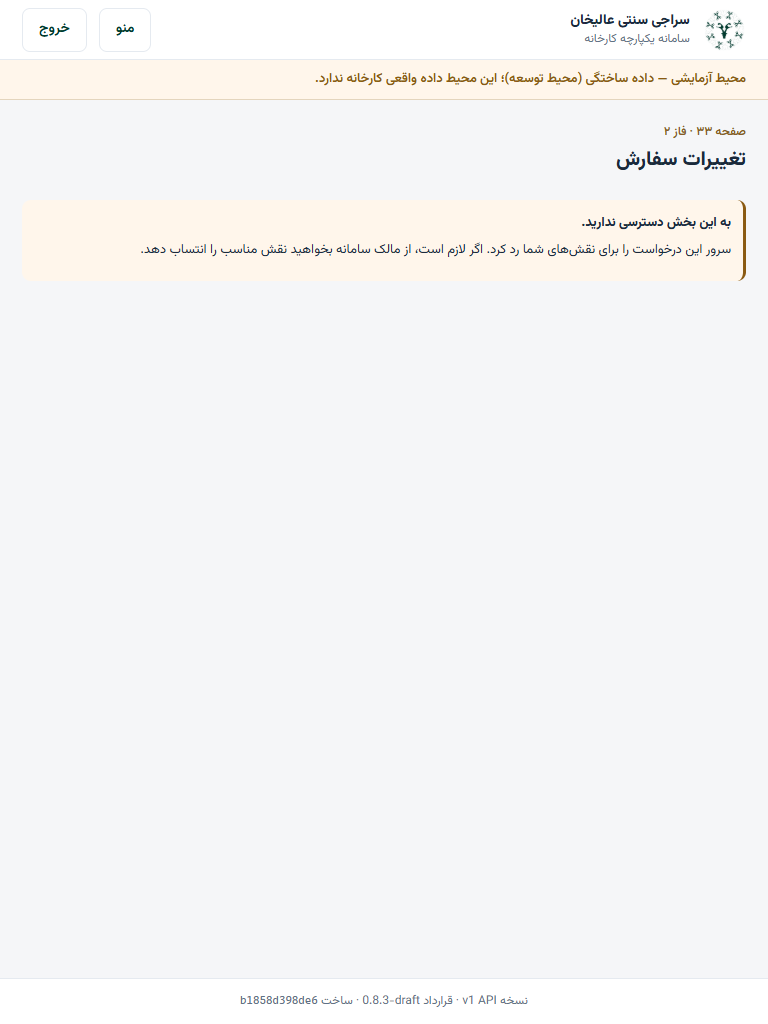 سراجی سنتی عالیخان
سامانه یکپارچه کارخانه
منو
خروج
محیط آزمایشی — داده ساختگی (محیط توسعه)؛ این محیط داده واقعی کارخانه ندارد.
صفحه ۳۳ · فاز ۲
تغییرات سفارش
به این بخش دسترسی ندارید.
سرور این درخواست را برای نقش‌های شما رد کرد. اگر لازم است، از مالک سامانه بخواهید نقش مناسب را انتساب دهد.
نسخه v1 API · قرارداد 0.8.3-draft · ساخت b1858d398de6